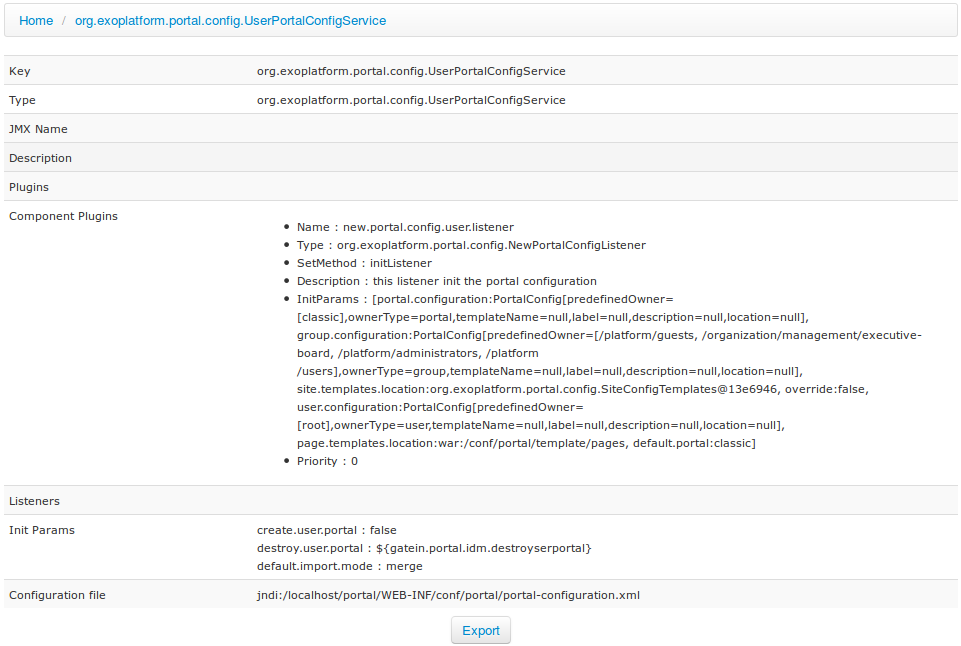 Home / org.exoplatform.portal.config.UserPortalConfigService
Key org.exoplatform.portal.config.UserPortalConfigService
Type org.exoplatform.portal.config.UserPortalConfigService
JMX Name
Description
Plugins
Component Plugins
• Name : new.portal.config.user.listener
• Type : org.exoplatform.portal.config.NewPortalConfigListener
• SetMethod : initListener
• Description : this listener init the portal configuration
• InitParams : [portal.configuration:PortalConfig[predefinedOwner=
[classic],ownerType=portal,templateName=null,label=null,description=null,location=null],
group.configuration:PortalConfig[predefinedOwner=[/platform/guests, /organization/management/executive-
board, /platform/administrators, /platform
/users],ownerType=group,templateName=null,label=null,description=null,location=null],
site.templates.location:org.exoplatform.portal.config.SiteConfigTemplates@13e6946, override:false,
user.configuration:PortalConfig[predefinedOwner=
[root],ownerType=user,templateName=null,label=null,description=null,location=null],
page.templates.location:war:/conf/portal/template/pages, default.portal:classic]
• Priority : 0
Listeners
Init Params create.user.portal : false
destroy.user.portal : ${gatein.portal.idm.destroyserportal}
default.import.mode : merge
Configuration file jndi:/localhost/portal/WEB-INF/conf/portal/portal-configuration.xml
Export